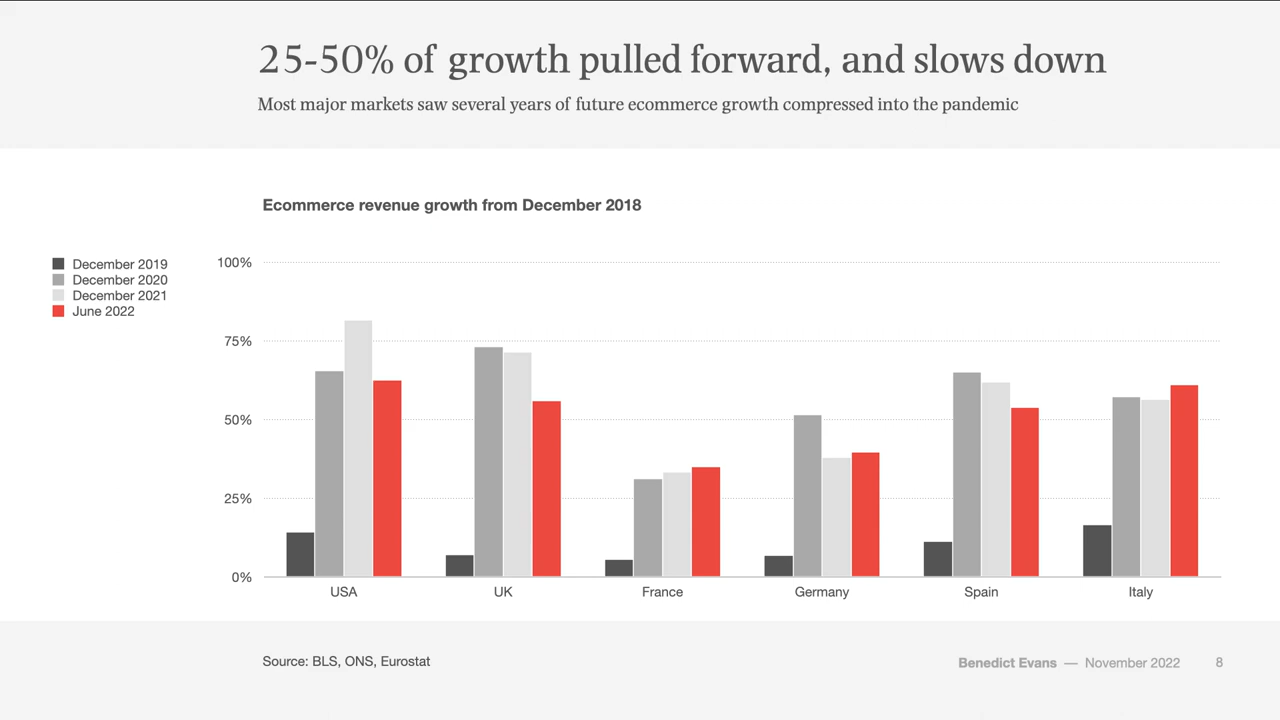 25-50% of growth pulled forward, and slows down
Most major markets saw several years of future ecommerce growth compressed into the pandemic
Ecommerce revenue growth from December 2018
December 2019
December 2020
December 2021
June 2022
100%
75%
50%
25%
0%
USA
UK
France
Germany
Spain
Italy
Source: BLS, ONS, Eurostat
Benedict Evans — November 2022
8